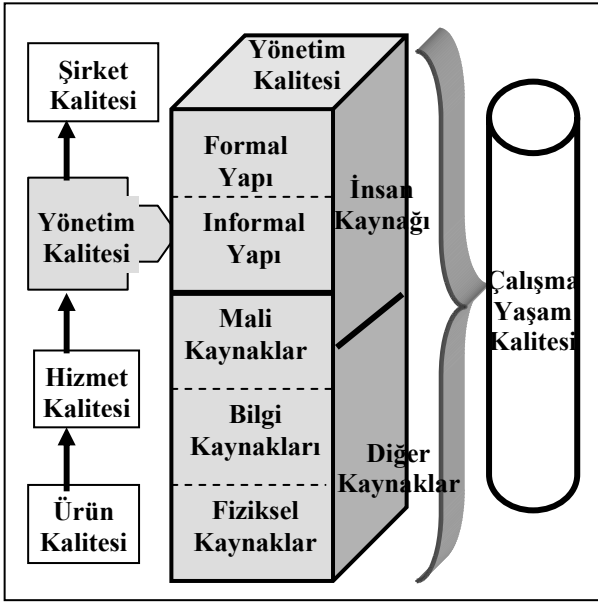 Şirket
Kalitesi
Yönetim
Kalitesi
Hizmet
Kalitesi
Ürün
Kalitesi
Yönetim
Kalitesi
Formal
Yapı
Informal
Yapı
Mali
Kaynaklar
Bilgi
Kaynakları
Fiziksel
Kaynaklar
İnsan
Kaynağı
Diğer
Kaynaklar
Çalışma
Yaşam
Kalitesi